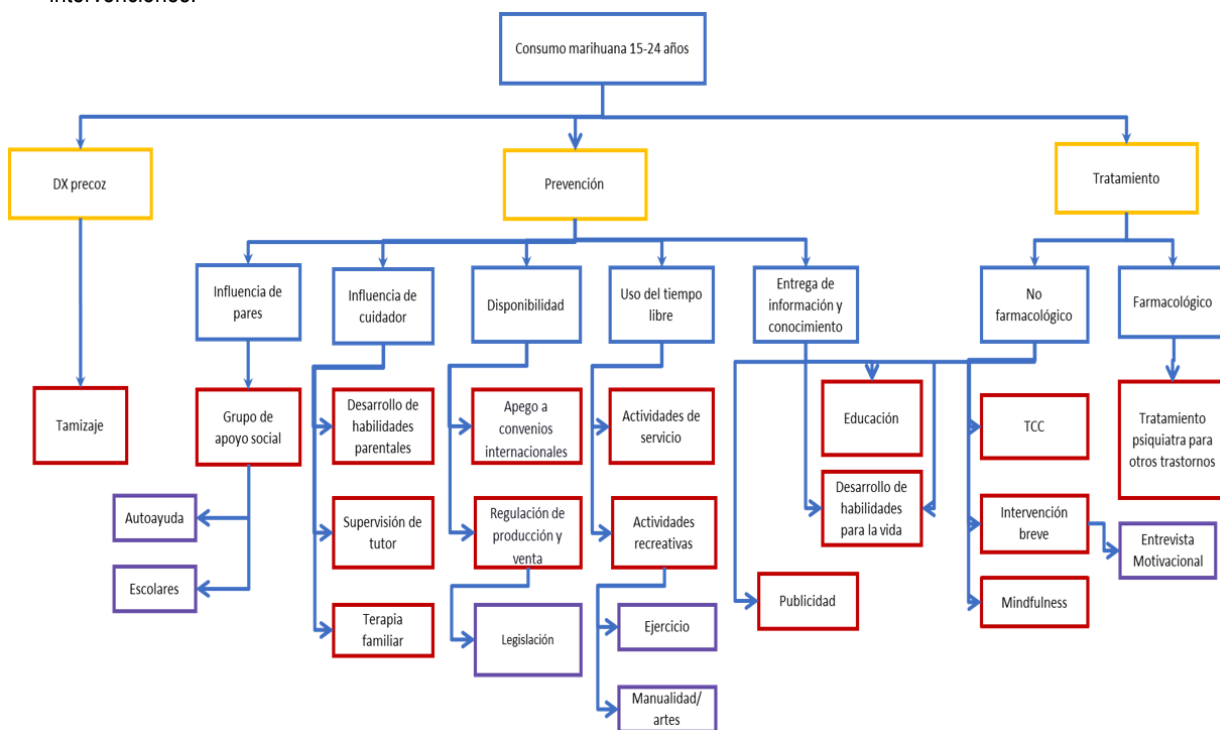 intervenciones.
Consumo marihuana 15-24 años
DX precoz
Prevención
Tratamiento
Influencia de
pares
Influencia de
cuidador
Disponibilidad
Uso del tiempo
libre
Entrega de
información y
conocimiento
No
farmacológico
Farmacológico
Tamizaje
Grupo de
apoyo social
Desarrollo de
habilidades
parentales
Apego a
convenios
internacionales
Actividades de
servicio
Educación
TCC
Tratamiento
psiquiatra para
otros trastornos
Autoayuda
Escolares
Supervisión de
tutor
Regulación de
producción y
venta
Actividades
recreativas
Desarrollo de
habilidades
para la vida
Intervención
breve
Entrevista
Motivacional
Terapia
familiar
Legislación
Ejercicio
Publicidad
Mindfulness
Manualidad/
artes